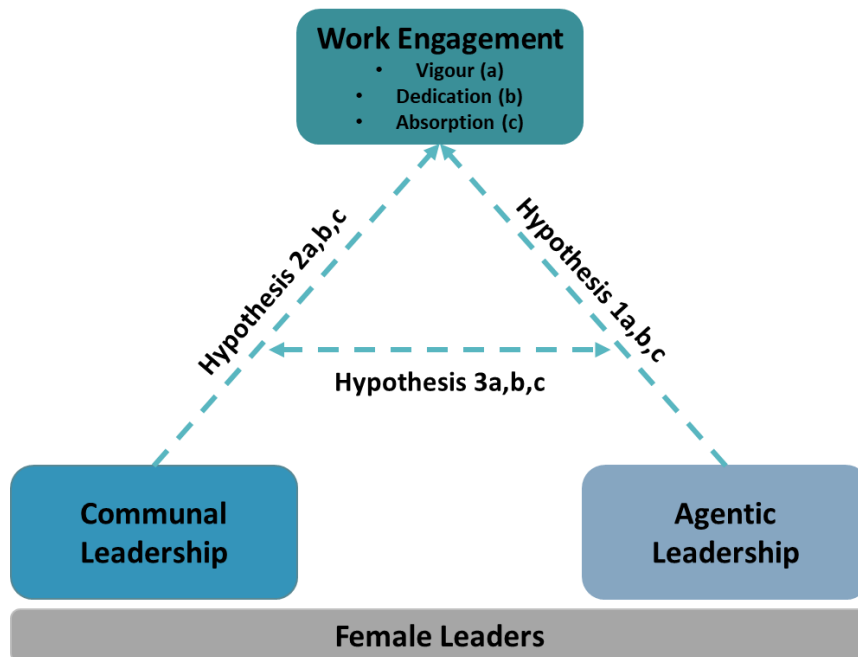 Work Engagement
• Vigour (a)
• Dedication (b)
• Absorption (c)
Hypothesis 2a,b,c
Hypothesis 1a,b,c
Hypothesis 3a,b,c
Communal
Leadership
Agentic
Leadership
Female Leaders